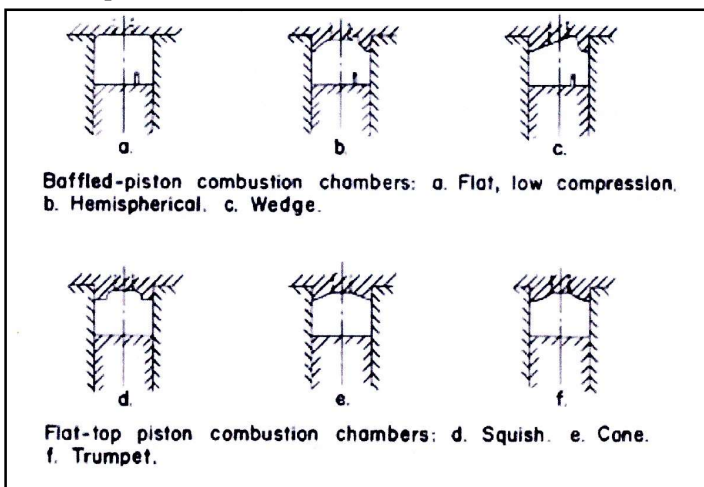 a.
b.
c.
Baffled-piston combustion chambers: a. Flat, low compression.
b. Hemispherical. c. Wedge.
d.
e.
f.
Flat-top piston combustion chambers: d. Squish. e. Cone.
f. Trumpet.